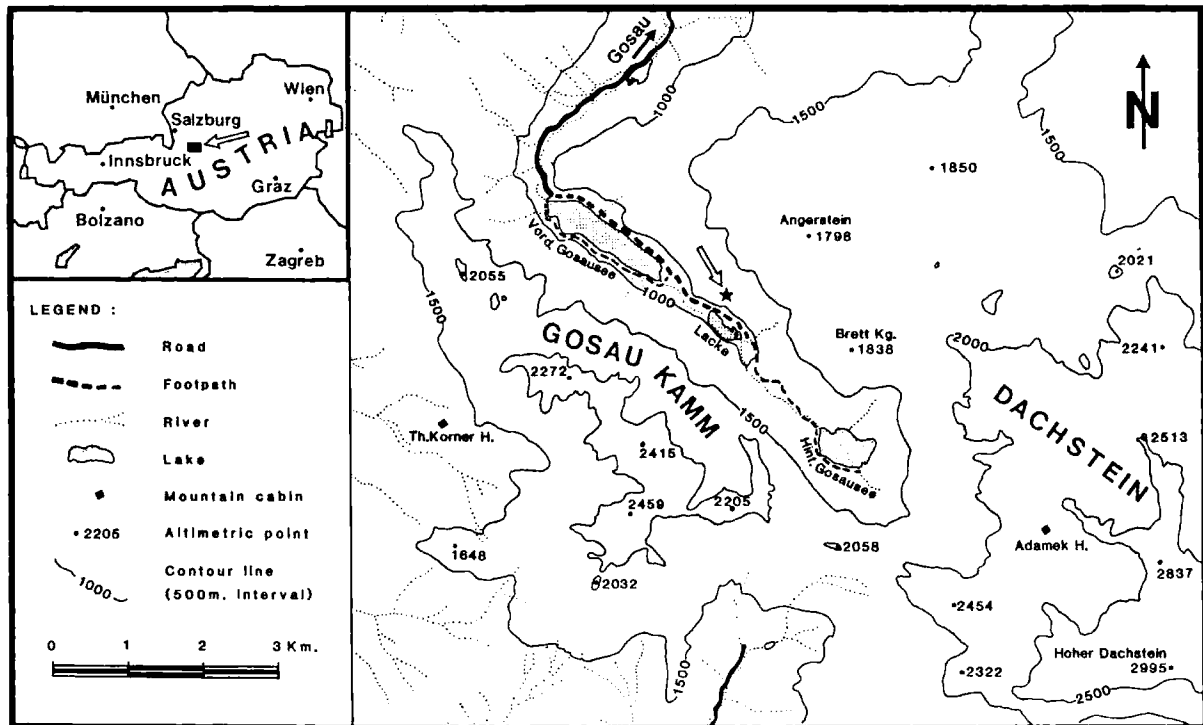 München
Wien
Salzburg
Innsbruck
AUSTRIA
Graz
Bolzano
Zagreb
LEGEND :
Road
Footpath
River
Lake
Mountain cabin
2205
Altimetric point
1000
Contour line
(500m. interval)
0 1 2 3 Km.
Gosau
N
1500
1000
1500
1850
Angerstein
1798
Vord. Gosausee
2055
2021
1500
1000
Lacke
Brett Kg.
1838
2000
2241
GOSAU KAMM
2272
DACHSTEIN
1500
Th.Korner H.
2415
2513
Hint. Gosausee
2459
2205
Adamek H.
1648
2058
2837
2032
2454
Hoher Dachstein
1500
2322
2995
2500